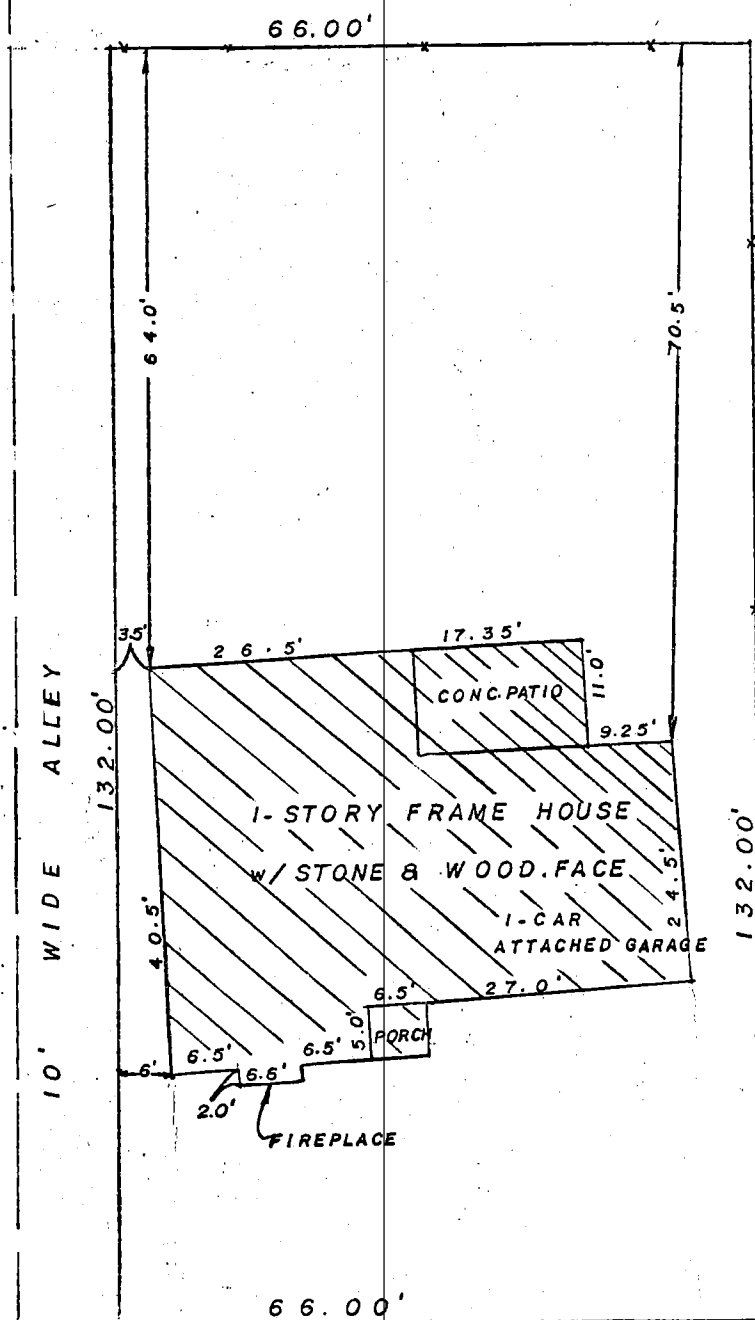 66.00'
64.0'
70.5'
35'
26.5'
17.35'
CONC. PATIO
11.0'
9.25'
132.00'
10' WIDE ALLEY
1-STORY FRAME HOUSE
w/ STONE & WOOD. FACE
1-CAR
ATTACHED GARAGE
24.5'
132.00'
40.5'
6.5'
27.0'
5.0'
PORCH
6'
6.5'
6.6'
6.5'
2.0'
FIREPLACE
66.00'